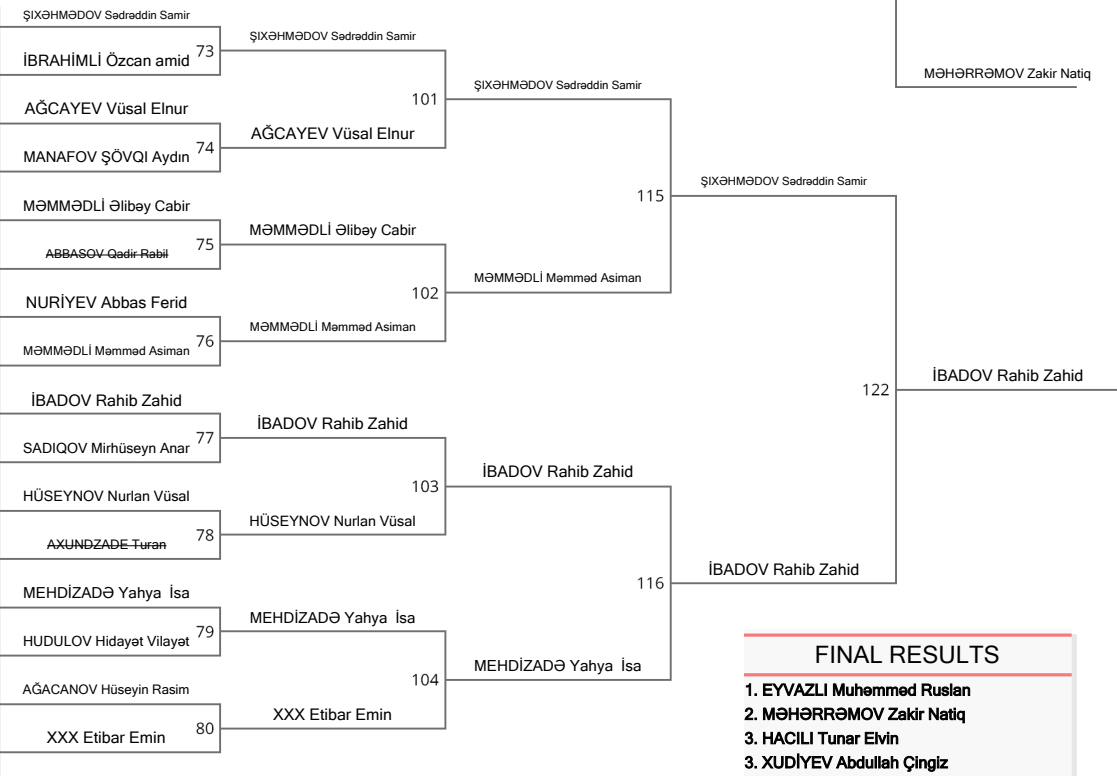 ŞIXƏHMƏDOV Sədrəddin Samir
73
İBRAHİMLİ Özcan amid
AĞCAYEV Vüsal Elnur
74
MANAFOV ŞÖVQI Aydın
MƏMMƏDLİ Əlibəy Cabir
75
ABBASOV Qadir Rabil
NURİYEV Abbas Ferid
76
MƏMMƏDLİ Məmməd Asiman
İBADOV Rahib Zahid
77
SADIQOV Mirhüseyn Anar
HÜSEYNOV Nurlan Vüsal
78
AXUNDZADE Turan
MEHDİZADƏ Yahya İsa
79
HUDULOV Hidayət Vilayət
AĞACANOV Hüseyin Rasim
80
XXX Etibar Emin
ŞIXƏHMƏDOV Sədrəddin Samir
101
AĞCAYEV Vüsal Elnur
MƏMMƏDLİ Əlibəy Cabir
102
MƏMMƏDLİ Məmməd Asiman
İBADOV Rahib Zahid
103
HÜSEYNOV Nurlan Vüsal
MEHDİZADƏ Yahya İsa
104
XXX Etibar Emin
ŞIXƏHMƏDOV Sədrəddin Samir
115
MƏMMƏDLİ Məmməd Asiman
İBADOV Rahib Zahid
116
MEHDİZADƏ Yahya İsa
ŞIXƏHMƏDOV Sədrəddin Samir
122
İBADOV Rahib Zahid
MƏHƏRRƏMOV Zakir Natiq
İBADOV Rahib Zahid
FINAL RESULTS
1. EYVAZLI Muhəmməd Ruslan
2. MƏHƏRRƏMOV Zakir Natiq
3. HACILI Tunar Elvin
3. XUDİYEV Abdullah Çingiz